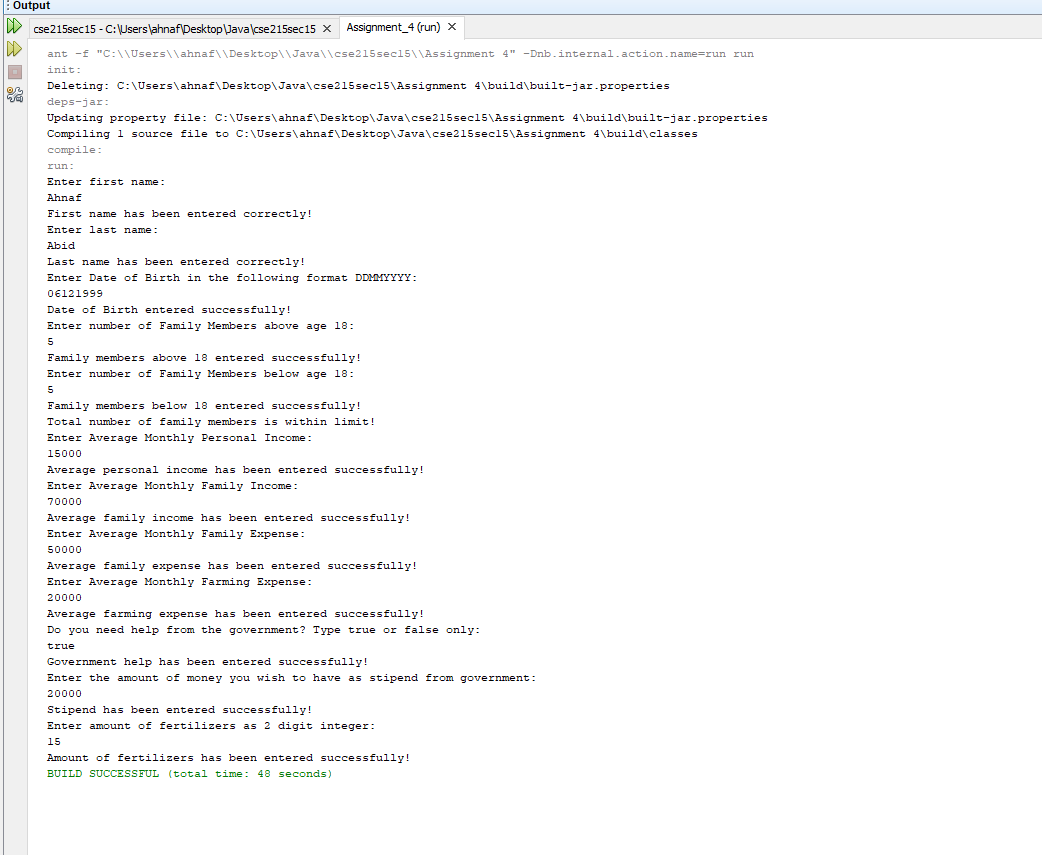 Output
cse215sec15 - C:\Users\ahnaf\Desktop\Java\cse215sec15 ✕ Assignment_4 (run) ✕
ant -f "C:\\Users\\ahnaf\\Desktop\\Java\\cse215sec15\\Assignment 4" -Dnb.internal.action.name=run run
init:
Deleting: C:\Users\ahnaf\Desktop\Java\cse215sec15\Assignment 4\build\built-jar.properties
deps-jar:
Updating property file: C:\Users\ahnaf\Desktop\Java\cse215sec15\Assignment 4\build\built-jar.properties
Compiling 1 source file to C:\Users\ahnaf\Desktop\Java\cse215sec15\Assignment 4\build\classes
compile:
run:
Enter first name:
Ahnaf
First name has been entered correctly!
Enter last name:
Abid
Last name has been entered correctly!
Enter Date of Birth in the following format DDMMYYYY:
06121999
Date of Birth entered successfully!
Enter number of Family Members above age 18:
5
Family members above 18 entered successfully!
Enter number of Family Members below age 18:
5
Family members below 18 entered successfully!
Total number of family members is within limit!
Enter Average Monthly Personal Income:
15000
Average personal income has been entered successfully!
Enter Average Monthly Family Income:
70000
Average family income has been entered successfully!
Enter Average Monthly Family Expense:
50000
Average family expense has been entered successfully!
Enter Average Monthly Farming Expense:
20000
Average farming expense has been entered successfully!
Do you need help from the government? Type true or false only:
true
Government help has been entered successfully!
Enter the amount of money you wish to have as stipend from government:
20000
Stipend has been entered successfully!
Enter amount of fertilizers as 2 digit integer:
15
Amount of fertilizers has been entered successfully!
BUILD SUCCESSFUL (total time: 48 seconds)